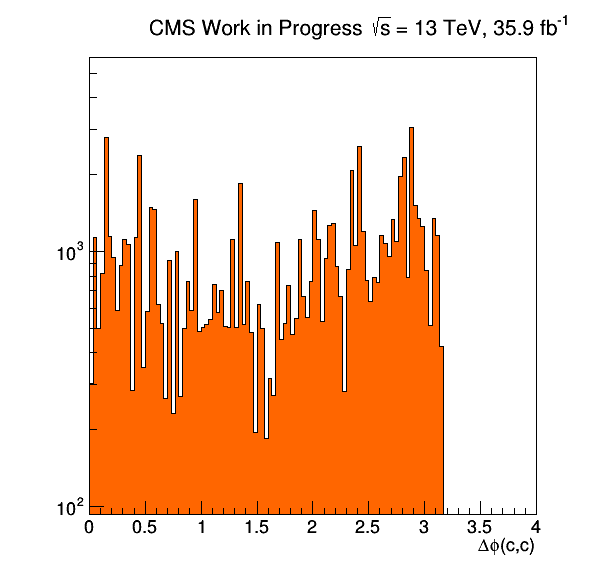 CMS Work in Progress √s = 13 TeV, 35.9 fb⁻¹
10³
10²
0 0.5 1 1.5 2 2.5 3 3.5 4
Δϕ(c,c)